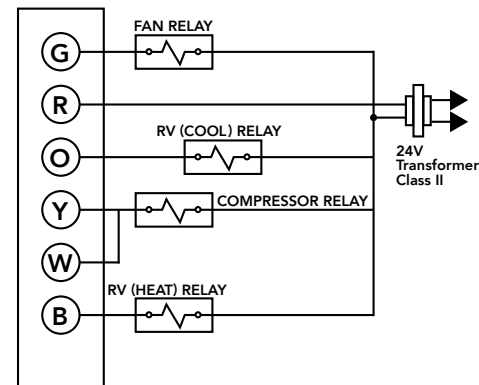 FAN RELAY
G
R
RV (COOL) RELAY
O
24V
Transformer
Class II
Y
COMPRESSOR RELAY
W
RV (HEAT) RELAY
B